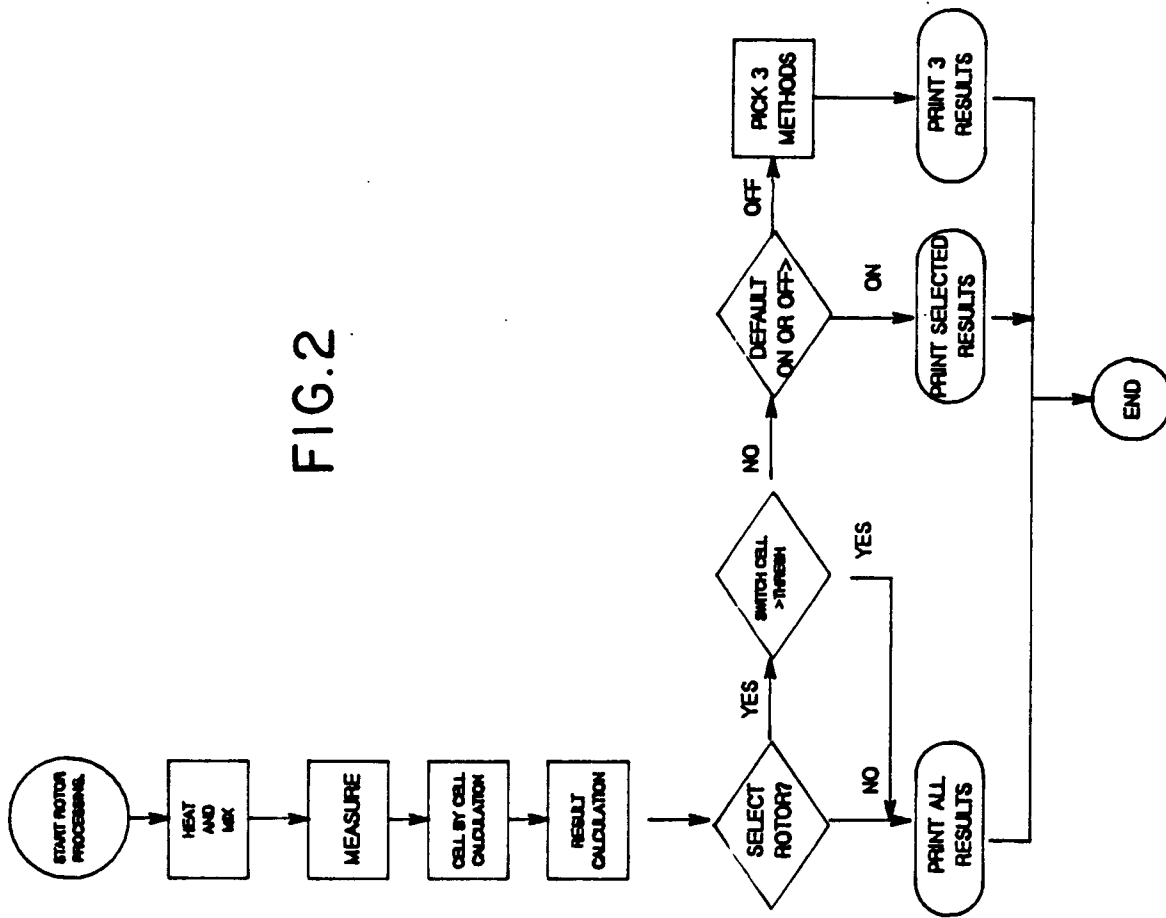 FIG.2
START ROTOR
PROCESSING.
HEAT
AND
MIX
MEASURE
CELL BY CELL
CALCULATION
RESULT
CALCULATION
SELECT
ROTOR?
YES
NO
SWITCH CELL
>THRESH
NO
YES
DEFAULT
ON OR OFF>
OFF
ON
PICK 3
METHODS
PRINT ALL
RESULTS
PRINT SELECTED
RESULTS
PRINT 3
RESULTS
END